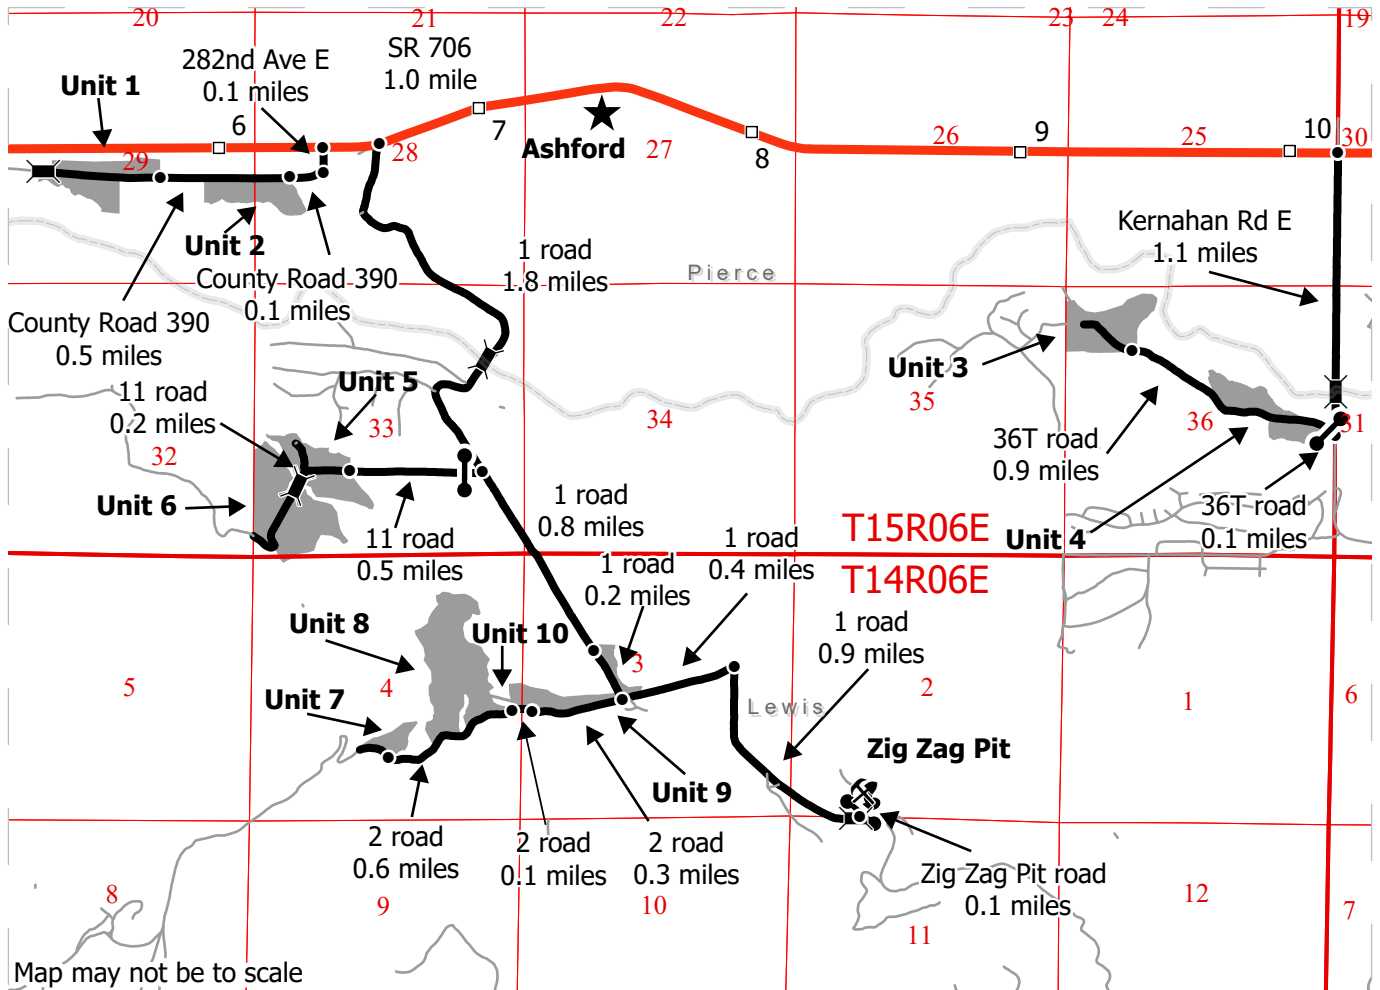 20
21
22
23
24
19
282nd Ave E
0.1 miles
SR 706
1.0 mile
Unit 1
6
7
8
9
10
Ashford
29
28
27
26
25
30
Unit 2
County Road 390
0.1 miles
1 road
1.8 miles
Pierce
Kernahan Rd E
1.1 miles
County Road 390
0.5 miles
11 road
0.2 miles
Unit 5
Unit 3
32
33
34
35
36
31
36T road
0.9 miles
Unit 6
1 road
0.8 miles
11 road
0.5 miles
1 road
0.4 miles
T15R06E
Unit 4
36T road
0.1 miles
1 road
0.2 miles
T14R06E
Unit 8
Unit 10
1 road
0.9 miles
5
4
3
2
1
6
Unit 7
Lewis
Zig Zag Pit
Unit 9
2 road
0.6 miles
2 road
0.1 miles
2 road
0.3 miles
Zig Zag Pit road
0.1 miles
8
9
10
11
12
7
Map may not be to scale